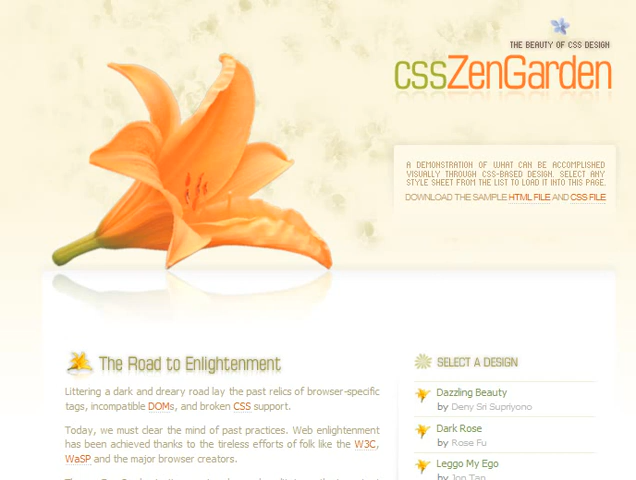 THE BEAUTY OF CSS DESIGN
cssZenGarden
A DEMONSTRATION OF WHAT CAN BE ACCOMPLISHED
VISUALLY THROUGH CSS-BASED DESIGN. SELECT ANY
STYLE SHEET FROM THE LIST TO LOAD IT INTO THIS PAGE.
DOWNLOAD THE SAMPLE HTML FILE AND CSS FILE
The Road to Enlightenment
Littering a dark and dreary road lay the past relics of browser-specific
tags, incompatible DOMs, and broken CSS support.
Today, we must clear the mind of past practices. Web enlightenment
has been achieved thanks to the tireless efforts of folk like the W3C,
WaSP and the major browser creators.
SELECT A DESIGN
Dazzling Beauty
by Deny Sri Supriyono
Dark Rose
by Rose Fu
Leggo My Ego
by Jon Tan